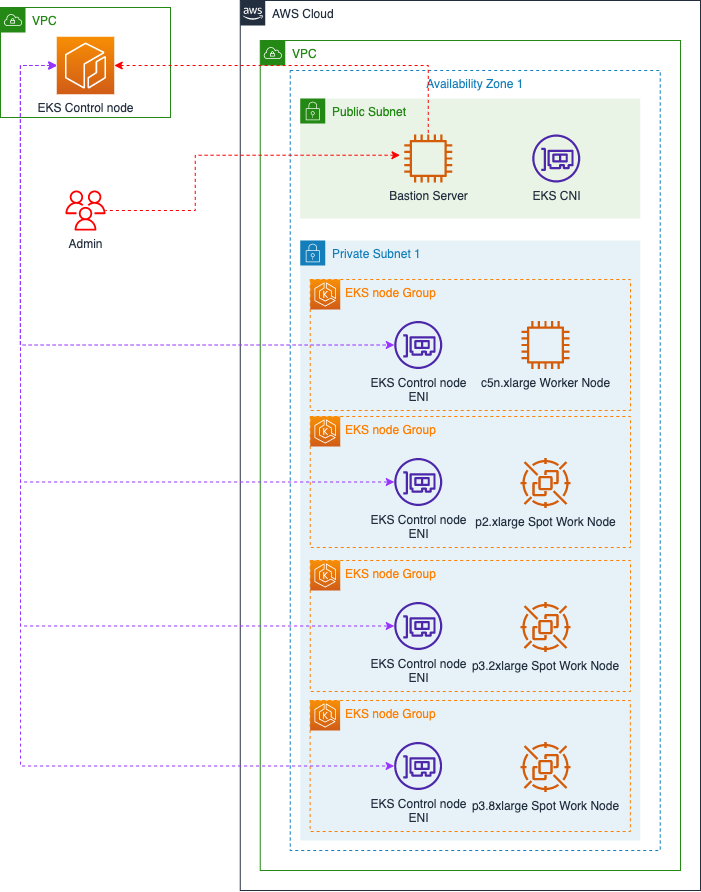 VPC
EKS Control node
Admin
aws
AWS Cloud
VPC
Availability Zone 1
Public Subnet
Bastion Server
EKS CNI
Private Subnet 1
EKS node Group
EKS Control node
ENI
c5n.xlarge Worker Node
EKS node Group
EKS Control node
ENI
p2.xlarge Spot Work Node
EKS node Group
EKS Control node
ENI
p3.2xlarge Spot Work Node
EKS node Group
EKS Control node
ENI
p3.8xlarge Spot Work Node